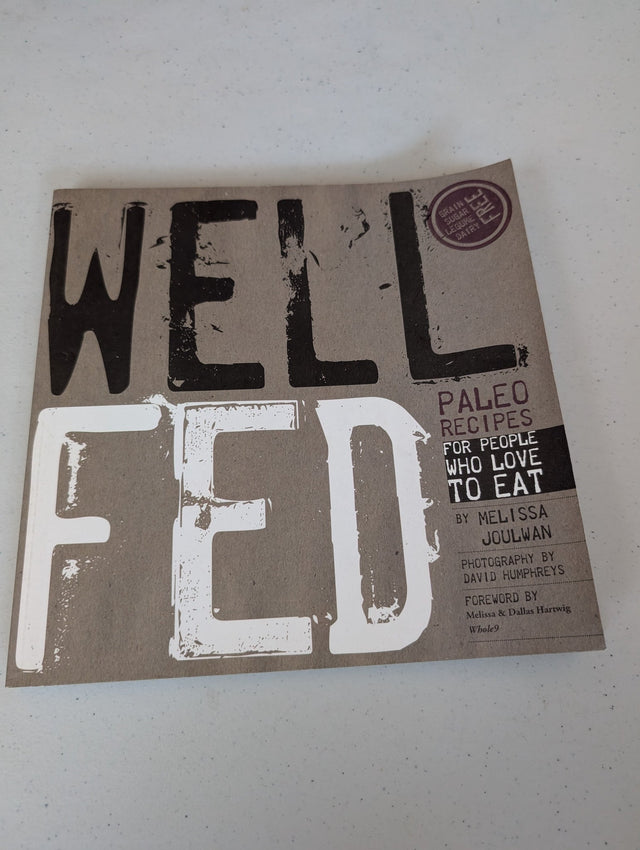 WELL
FED
GRAIN
SUGAR
LEGUME
DAIRY
FREE
PALEO
RECIPES
FOR PEOPLE
WHO LOVE
TO EAT
BY MELISSA
JOULWAN
PHOTOGRAPHY BY
DAVID HUMPHREYS
FOREWORD BY
Melissa & Dallas Hartwig
Whole9